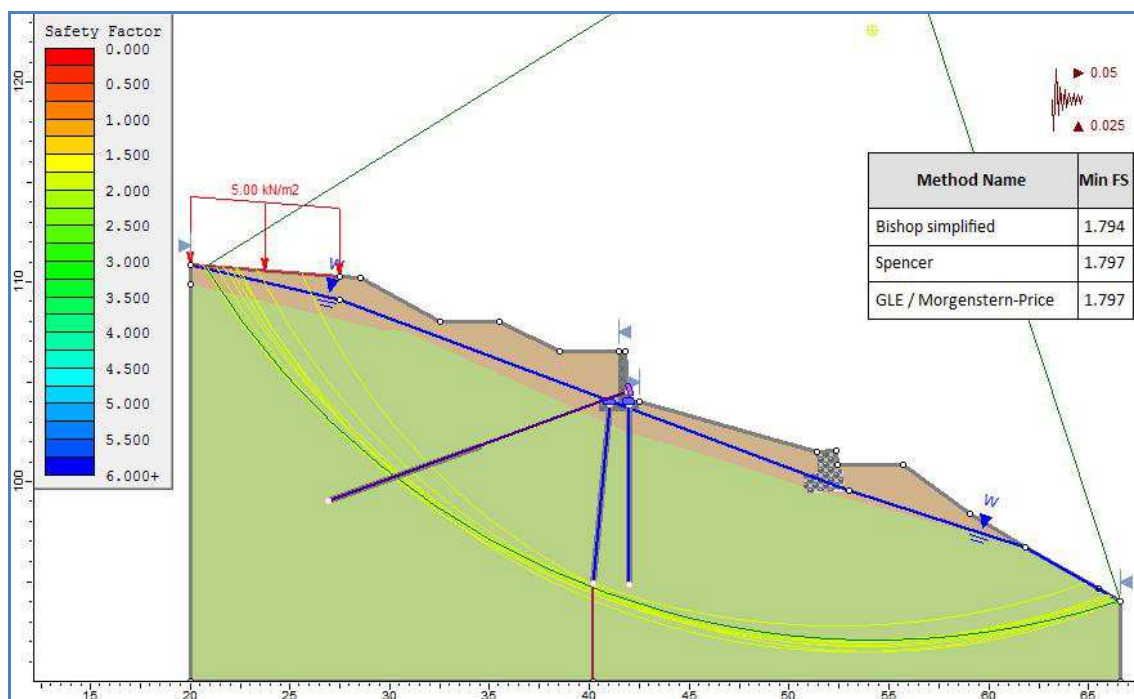 Safety Factor
0.000
0.500
1.000
1.500
2.000
2.500
3.000
3.500
4.000
4.500
5.000
5.500
6.000+
120
110
100
5.00 kN/m2
W
W
0.05
0.025
Method Name Min FS
Bishop simplified 1.794
Spencer 1.797
GLE / Morgenstern-Price 1.797
15 20 25 30 35 40 45 50 55 60 65